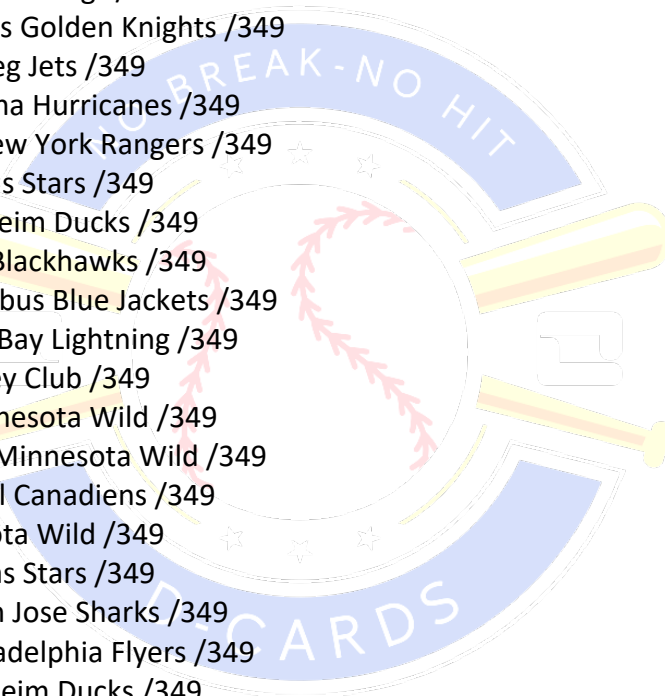 s Golden Knights /349
eg Jets /349
na Hurricanes /349
ew York Rangers /349
s Stars /349
eim Ducks /349
Blackhawks /349
bus Blue Jackets /349
Bay Lightning /349
ey Club /349
nesota Wild /349
Minnesota Wild /349
l Canadiens /349
ota Wild /349
as Stars /349
n Jose Sharks /349
adelphia Flyers /349
eim Ducks /349
NO BREAK-NO HIT
D-CARDS